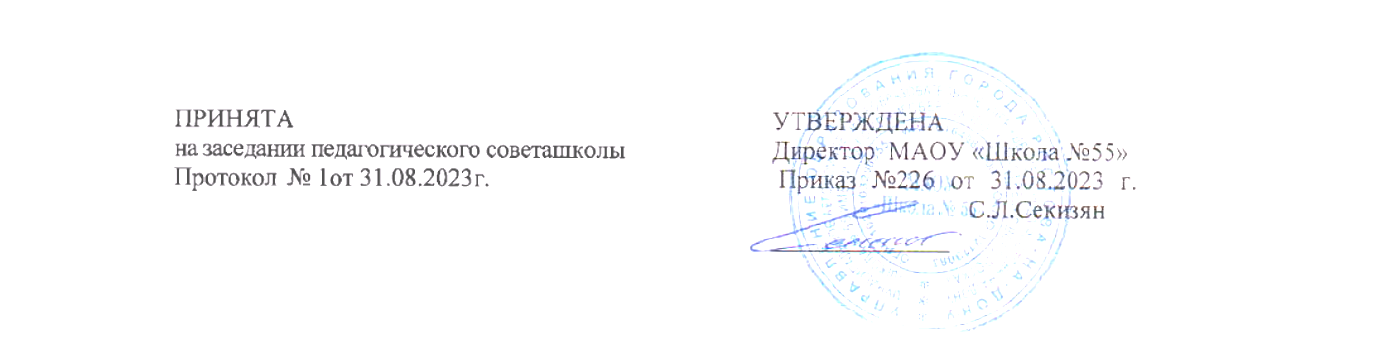 ПРИНЯТА
на заседании педагогического советашколы
Протокол № 1от 31.08.2023г.
УТВЕРЖДЕНА
Директор МАОУ «Школа №55»
Приказ №226 от 31.08.2023 г.
С.Л.Секизян